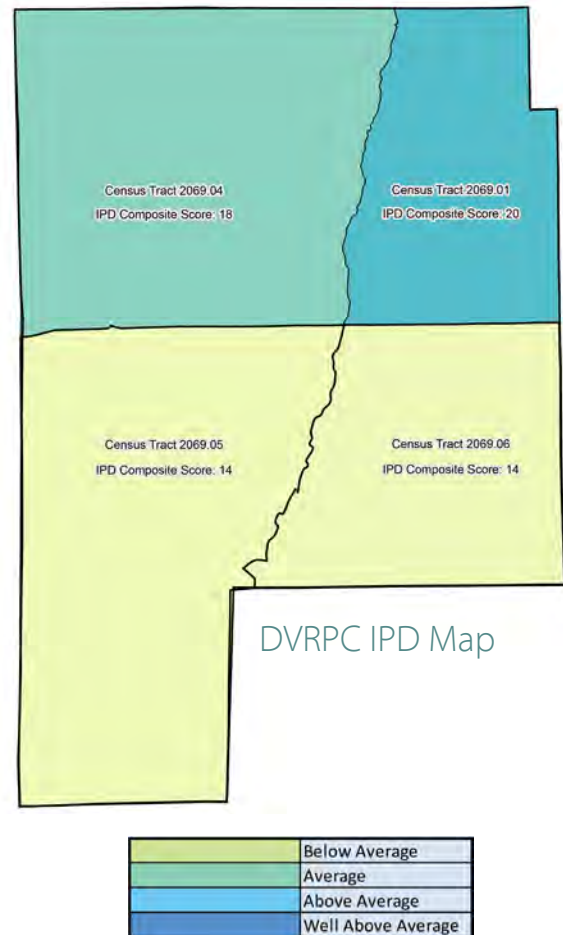 Census Tract 2069.04
IPD Composite Score: 18
Census Tract 2069.01
IPD Composite Score: 20
Census Tract 2069.05
IPD Composite Score: 14
Census Tract 2069.06
IPD Composite Score: 14
DVRPC IPD Map
Below Average
Average
Above Average
Well Above Average